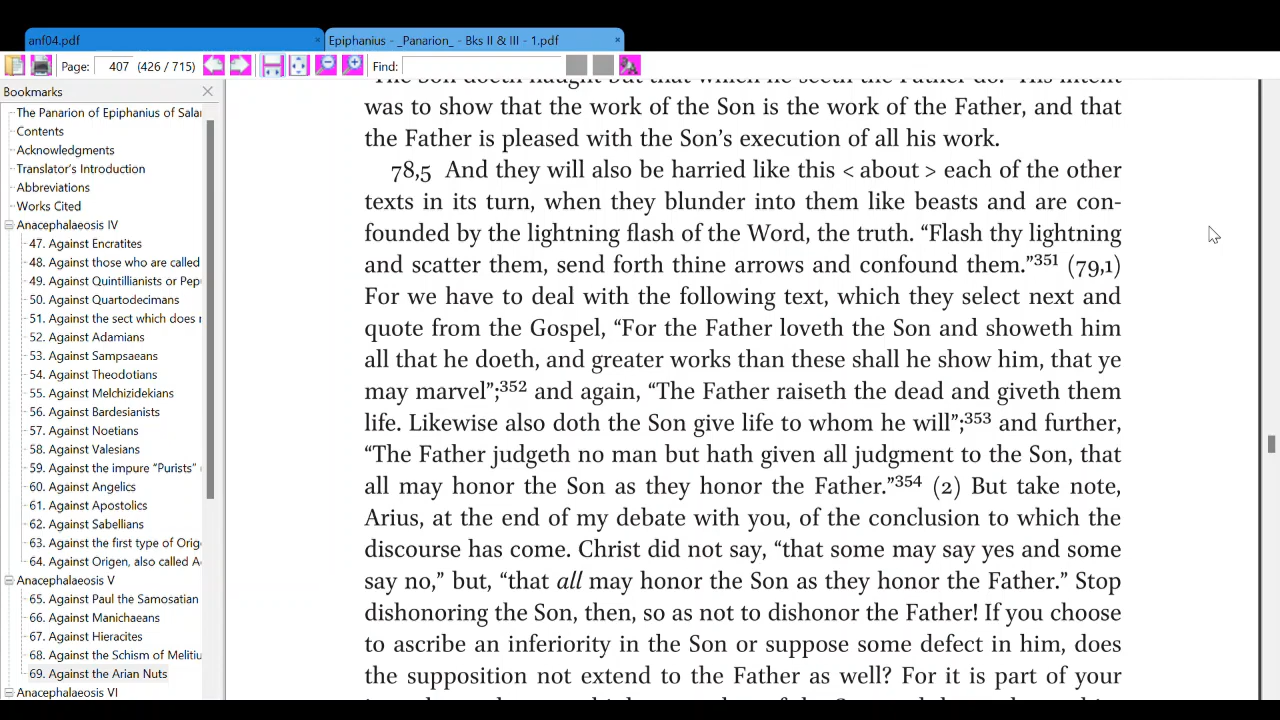 anf04.pdf
Epiphanius - _Panarion_ - Bks II & III - 1.pdf
Page: 407 (426 / 715)
Find:
Bookmarks
The Panarion of Epiphanius of Salar
Contents
Acknowledgments
Translator's Introduction
Abbreviations
Works Cited
Anacephalaeosis IV
47. Against Encratites
48. Against those who are called
49. Against Quintillianists or Pep
50. Against Quartodecimans
51. Against the sect which does r
52. Against Adamians
53. Against Sampsaeans
54. Against Theodotians
55. Against Melchizidekians
56. Against Bardesianists
57. Against Noetians
58. Against Valesians
59. Against the impure “Purists” (
60. Against Angelics
61. Against Apostolics
62. Against Sabellians
63. Against the first type of Orig
64. Against Origen, also called A
Anacephalaeosis V
65. Against Paul the Samosatian
66. Against Manichaeans
67. Against Hieracites
68. Against the Schism of Melitiu
69. Against the Arian Nuts
Anacephalaeosis VI
The Son doeth naught but that which he seeth the Father do.” His intent
was to show that the work of the Son is the work of the Father, and that
the Father is pleased with the Son’s execution of all his work.
78,5 And they will also be harried like this < about > each of the other
texts in its turn, when they blunder into them like beasts and are con-
founded by the lightning flash of the Word, the truth. “Flash thy lightning
and scatter them, send forth thine arrows and confound them.”351 (79,1)
For we have to deal with the following text, which they select next and
quote from the Gospel, “For the Father loveth the Son and showeth him
all that he doeth, and greater works than these shall he show him, that ye
may marvel”;352 and again, “The Father raiseth the dead and giveth them
life. Likewise also doth the Son give life to whom he will”;353 and further,
“The Father judgeth no man but hath given all judgment to the Son, that
all may honor the Son as they honor the Father.”354 (2) But take note,
Arius, at the end of my debate with you, of the conclusion to which the
discourse has come. Christ did not say, “that some may say yes and some
say no,” but, “that all may honor the Son as they honor the Father.” Stop
dishonoring the Son, then, so as not to dishonor the Father! If you choose
to ascribe an inferiority in the Son or suppose some defect in him, does
the supposition not extend to the Father as well? For it is part of your